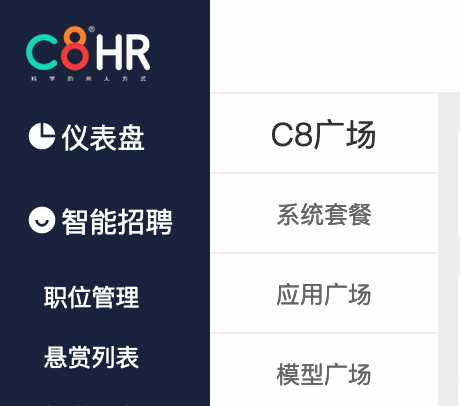 C8HR®
科学的用人方式
仪表盘
智能招聘
职位管理
悬赏列表
C8广场
系统套餐
应用广场
模型广场